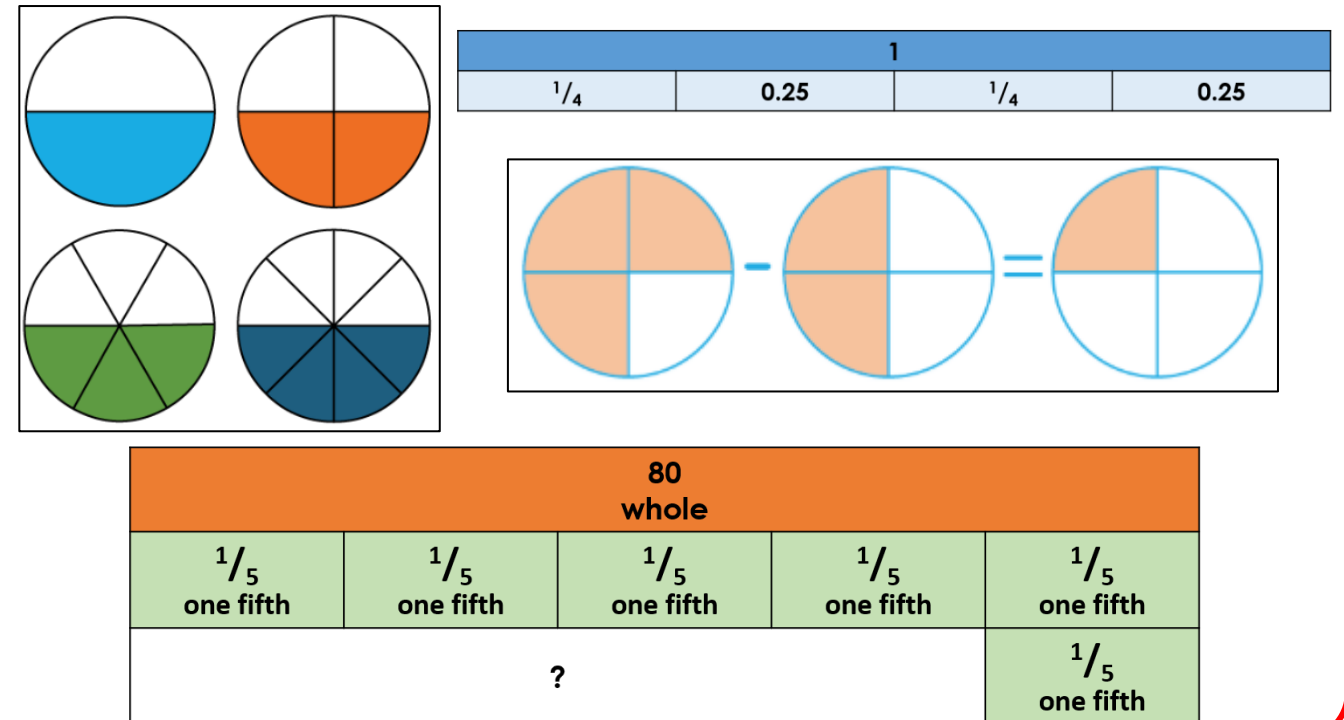 1
1/4 0.25 1/4 0.25
- =
80
whole
1/5 1/5 1/5 1/5 1/5
one fifth one fifth one fifth one fifth one fifth
? 1/5
one fifth